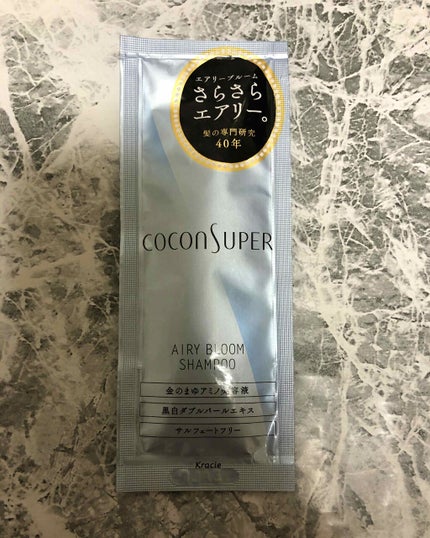 エアリーブルーム
さらさら
エアリー。
髪の専門研究
40年
COCONSUPER
AIRY BLOOM
SHAMPOO
金のまゆアミノ美容液
黒白ダブルパールエキス
サルフェートフリー
Kracie